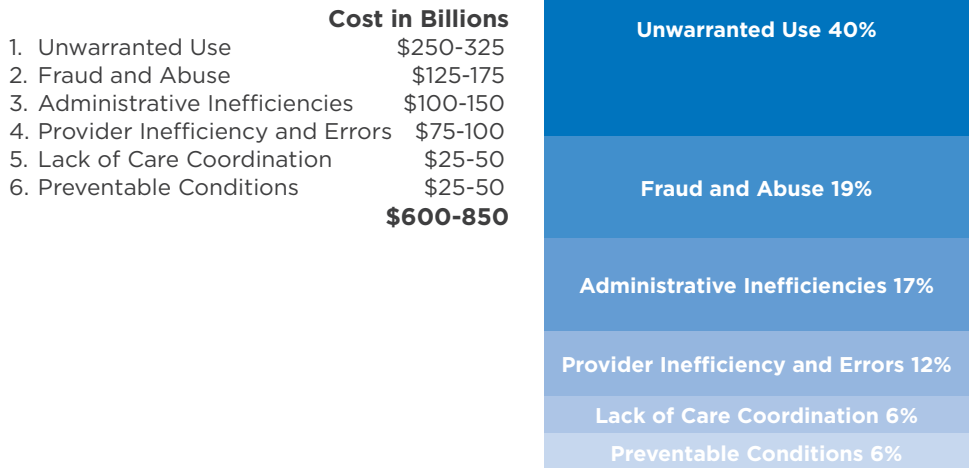 Cost in Billions
1. Unwarranted Use $250-325
2. Fraud and Abuse $125-175
3. Administrative Inefficiencies $100-150
4. Provider Inefficiency and Errors $75-100
5. Lack of Care Coordination $25-50
6. Preventable Conditions $25-50
$600-850
Unwarranted Use 40%
Fraud and Abuse 19%
Administrative Inefficiencies 17%
Provider Inefficiency and Errors 12%
Lack of Care Coordination 6%
Preventable Conditions 6%